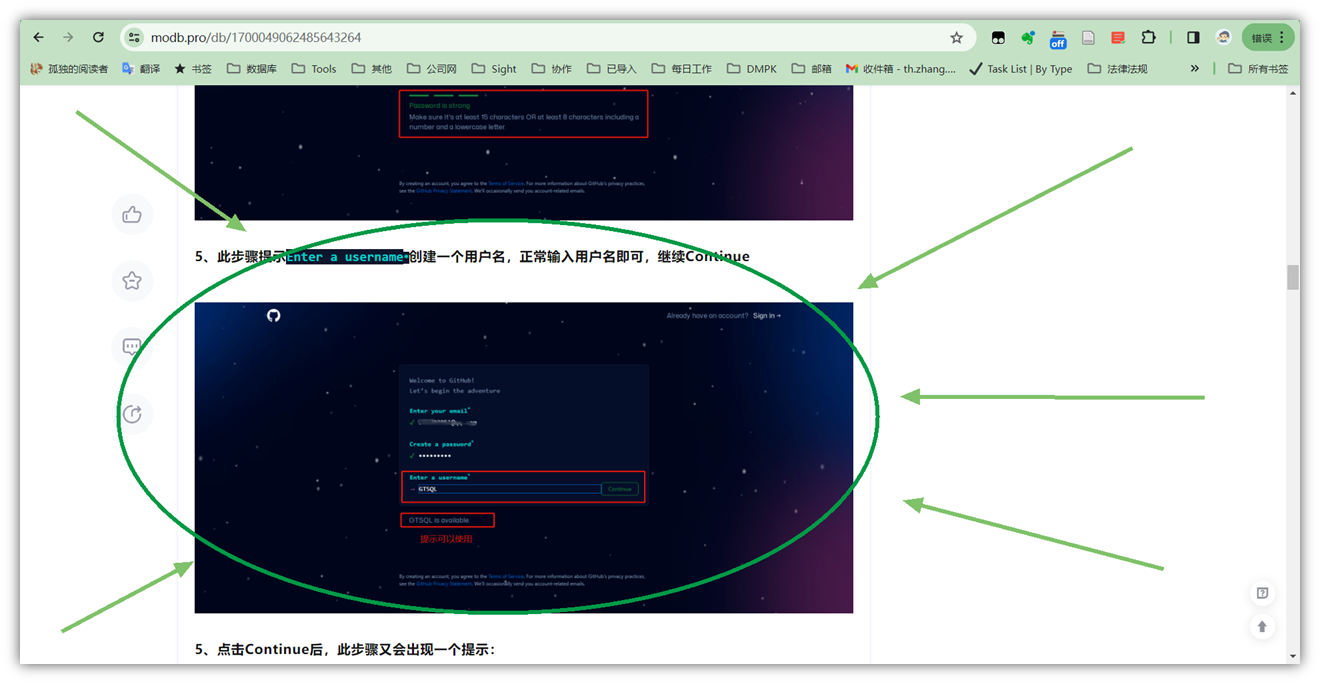 modb.pro/db/1700049062485643264
off
错误
孤独的阅读者 翻译 书签 数据库 Tools 其他 公司网 Sight 协作 已导入 每日工作 DMPK 邮箱 收件箱 - th.zhang.... Task List | By Type 法律法规 » 所有书签
Password is strong
Make sure it's at least 15 characters OR at least 8 characters including a
number and a lowercase letter.
By creating an account, you agree to the Terms of Service. For more information about GitHub's privacy practices,
see the GitHub Privacy Statement. We'll occasionally send you account-related emails.
5、此步骤提示Enter a username*创建一个用户名，正常输入用户名即可，继续Continue
Already have an account? Sign in →
Welcome to GitHub!
Let's begin the adventure
Enter your email*
Create a password*
✓ •••••••••
Enter a username*
→ GTSQL Continue
GTSQL is available
提示可以使用
By creating an account, you agree to the Terms of Service. For more information about GitHub's privacy practices,
see the GitHub Privacy Statement. We'll occasionally send you account-related emails.
5、点击Continue后，此步骤又会出现一个提示：